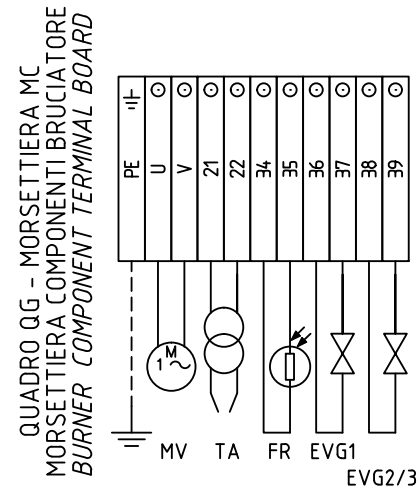 QUADRO QG - MORSETTIERA MC
MORSETTIERA COMPONENTI BRUCIATORE
BURNER COMPONENT TERMINAL BOARD
PE U V 21 22 34 35 36 37 38 39
M
1 ~
MV TA FR EVG1
EVG2/3